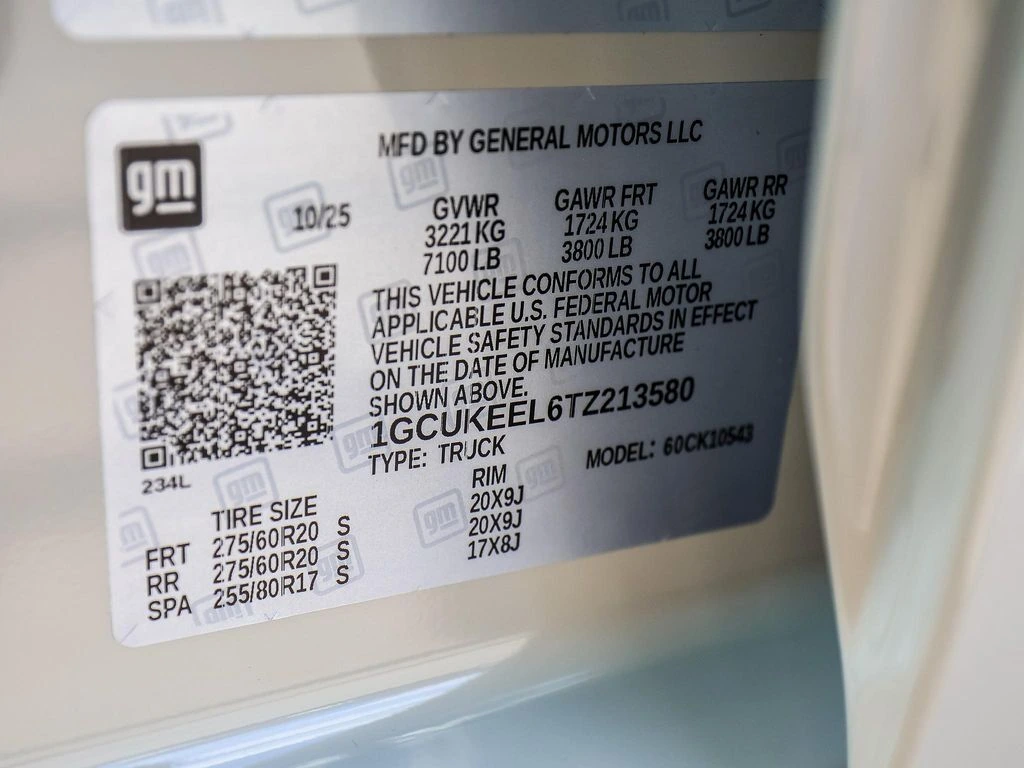 gm
MFD BY GENERAL MOTORS LLC
10/25
GVWR
3221 KG
7100 LB
GAWR FRT
1724 KG
3800 LB
GAWR RR
1724 KG
3800 LB
THIS VEHICLE CONFORMS TO ALL
APPLICABLE U.S. FEDERAL MOTOR
VEHICLE SAFETY STANDARDS IN EFFECT
ON THE DATE OF MANUFACTURE
SHOWN ABOVE.
1GCUKEEL6TZ213580
TYPE: TRUCK
MODEL: 60CK10543
234L
TIRE SIZE
RIM
FRT 275/60R20 S 20X9J
RR 275/60R20 S 20X9J
SPA 255/80R17 S 17X8J